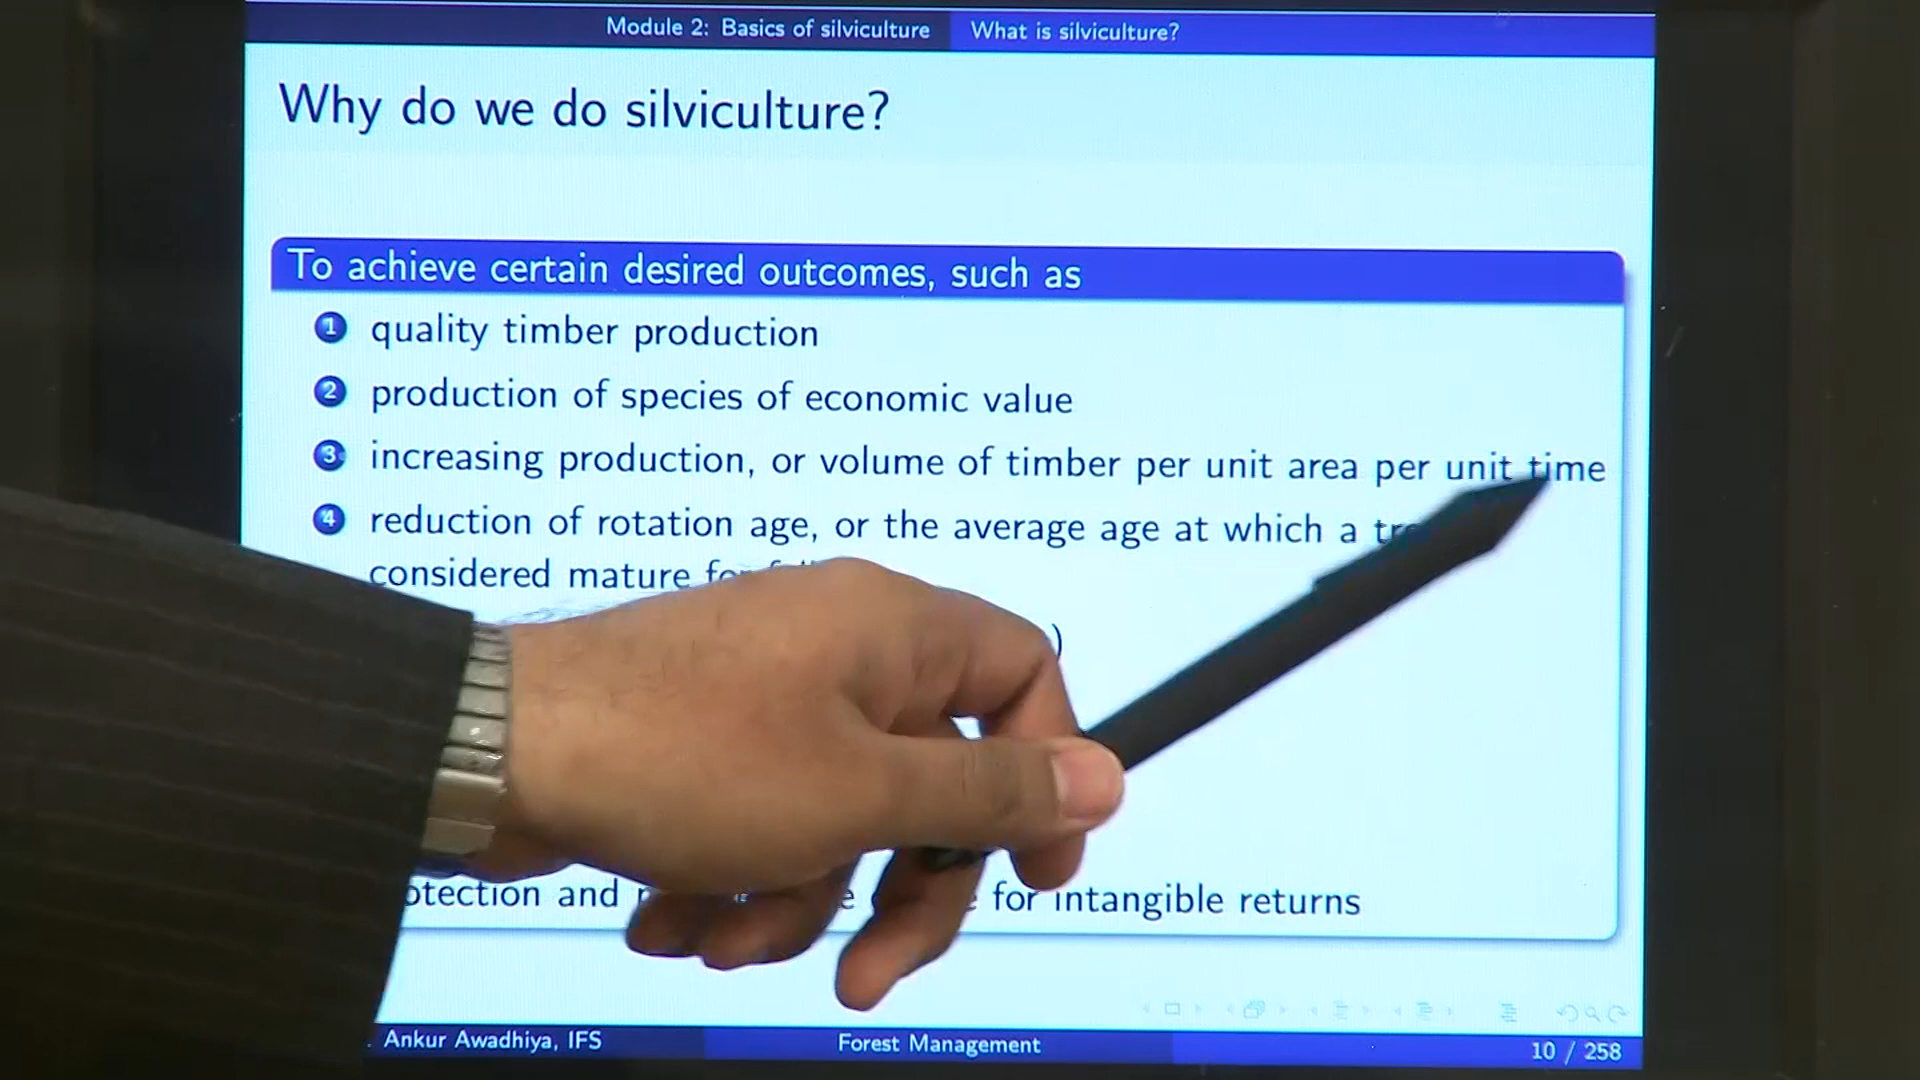 Module 2: Basics of silviculture What is silviculture?
Why do we do silviculture?
To achieve certain desired outcomes, such as
1 quality timber production
2 production of species of economic value
3 increasing production, or volume of timber per unit area per unit time
4 reduction of rotation age, or the average age at which a
considered mature
)
and for intangible returns
Ankur Awadhiya, IFS Forest Management 10 / 258